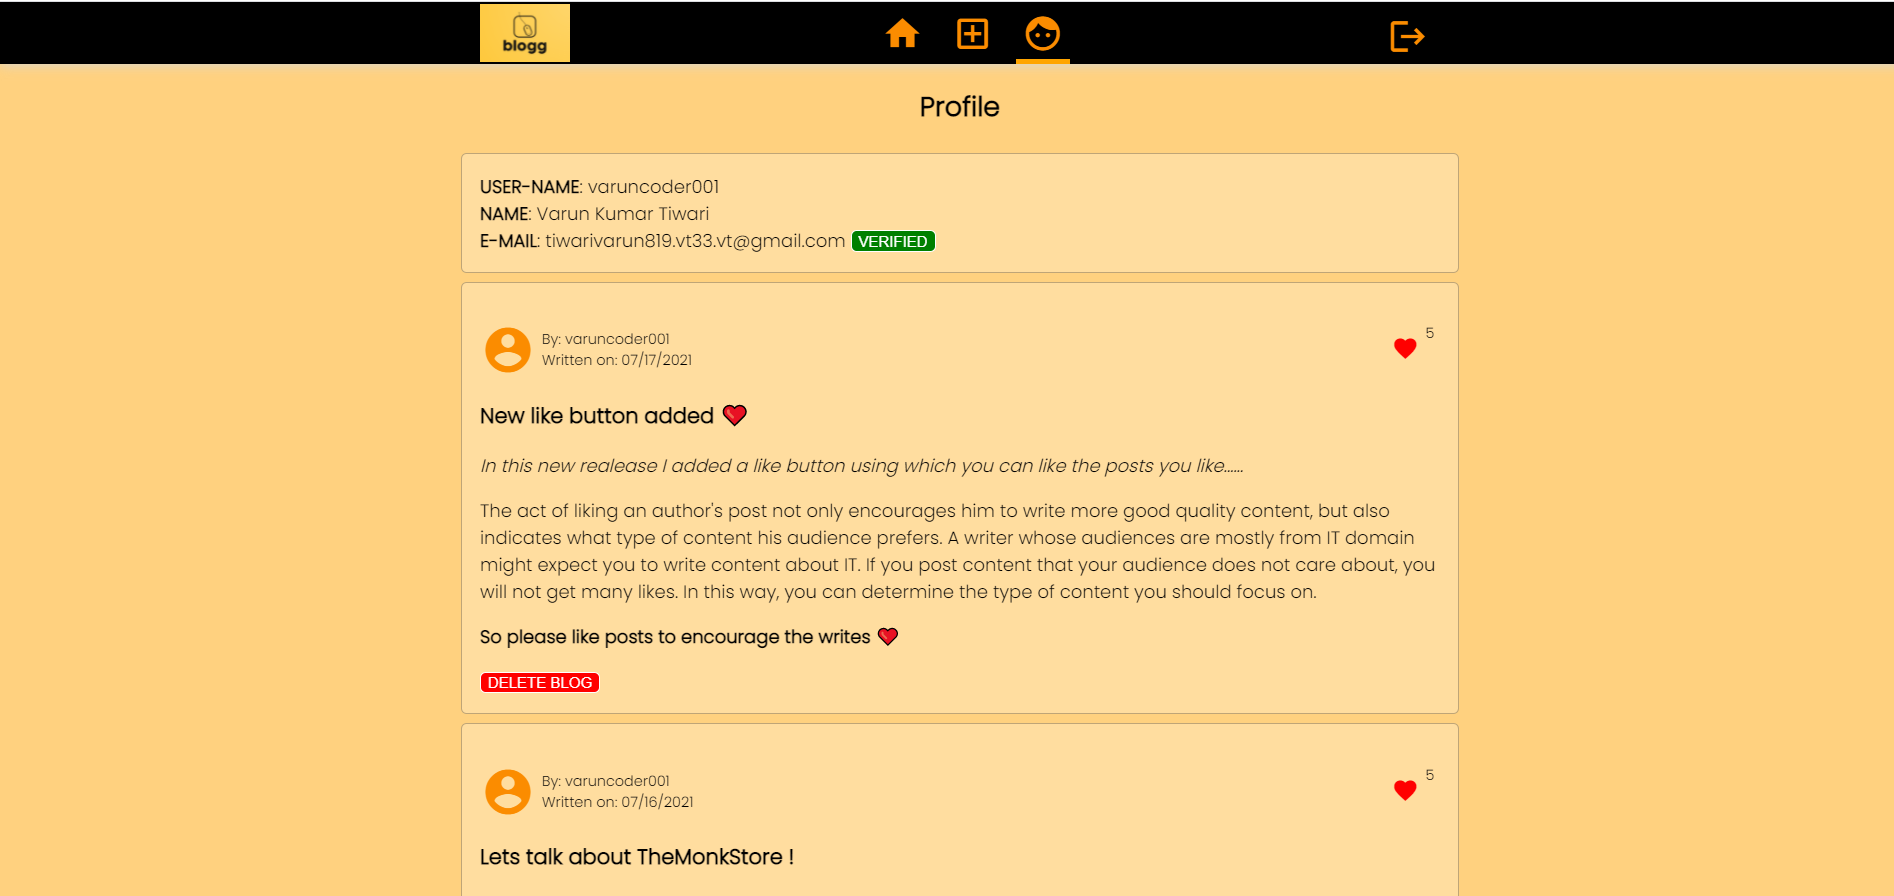 blogg
Profile
USER-NAME: varuncoder001
NAME: Varun Kumar Tiwari
E-MAIL: tiwarivarun819.vt33.vt@gmail.com VERIFIED
By: varuncoder001
Written on: 07/17/2021
5
New like button added
In this new realease I added a like button using which you can like the posts you like......
The act of liking an author's post not only encourages him to write more good quality content, but also
indicates what type of content his audience prefers. A writer whose audiences are mostly from IT domain
might expect you to write content about IT. If you post content that your audience does not care about, you
will not get many likes. In this way, you can determine the type of content you should focus on.
So please like posts to encourage the writes
DELETE BLOG
By: varuncoder001
Written on: 07/16/2021
5
Lets talk about TheMonkStore !